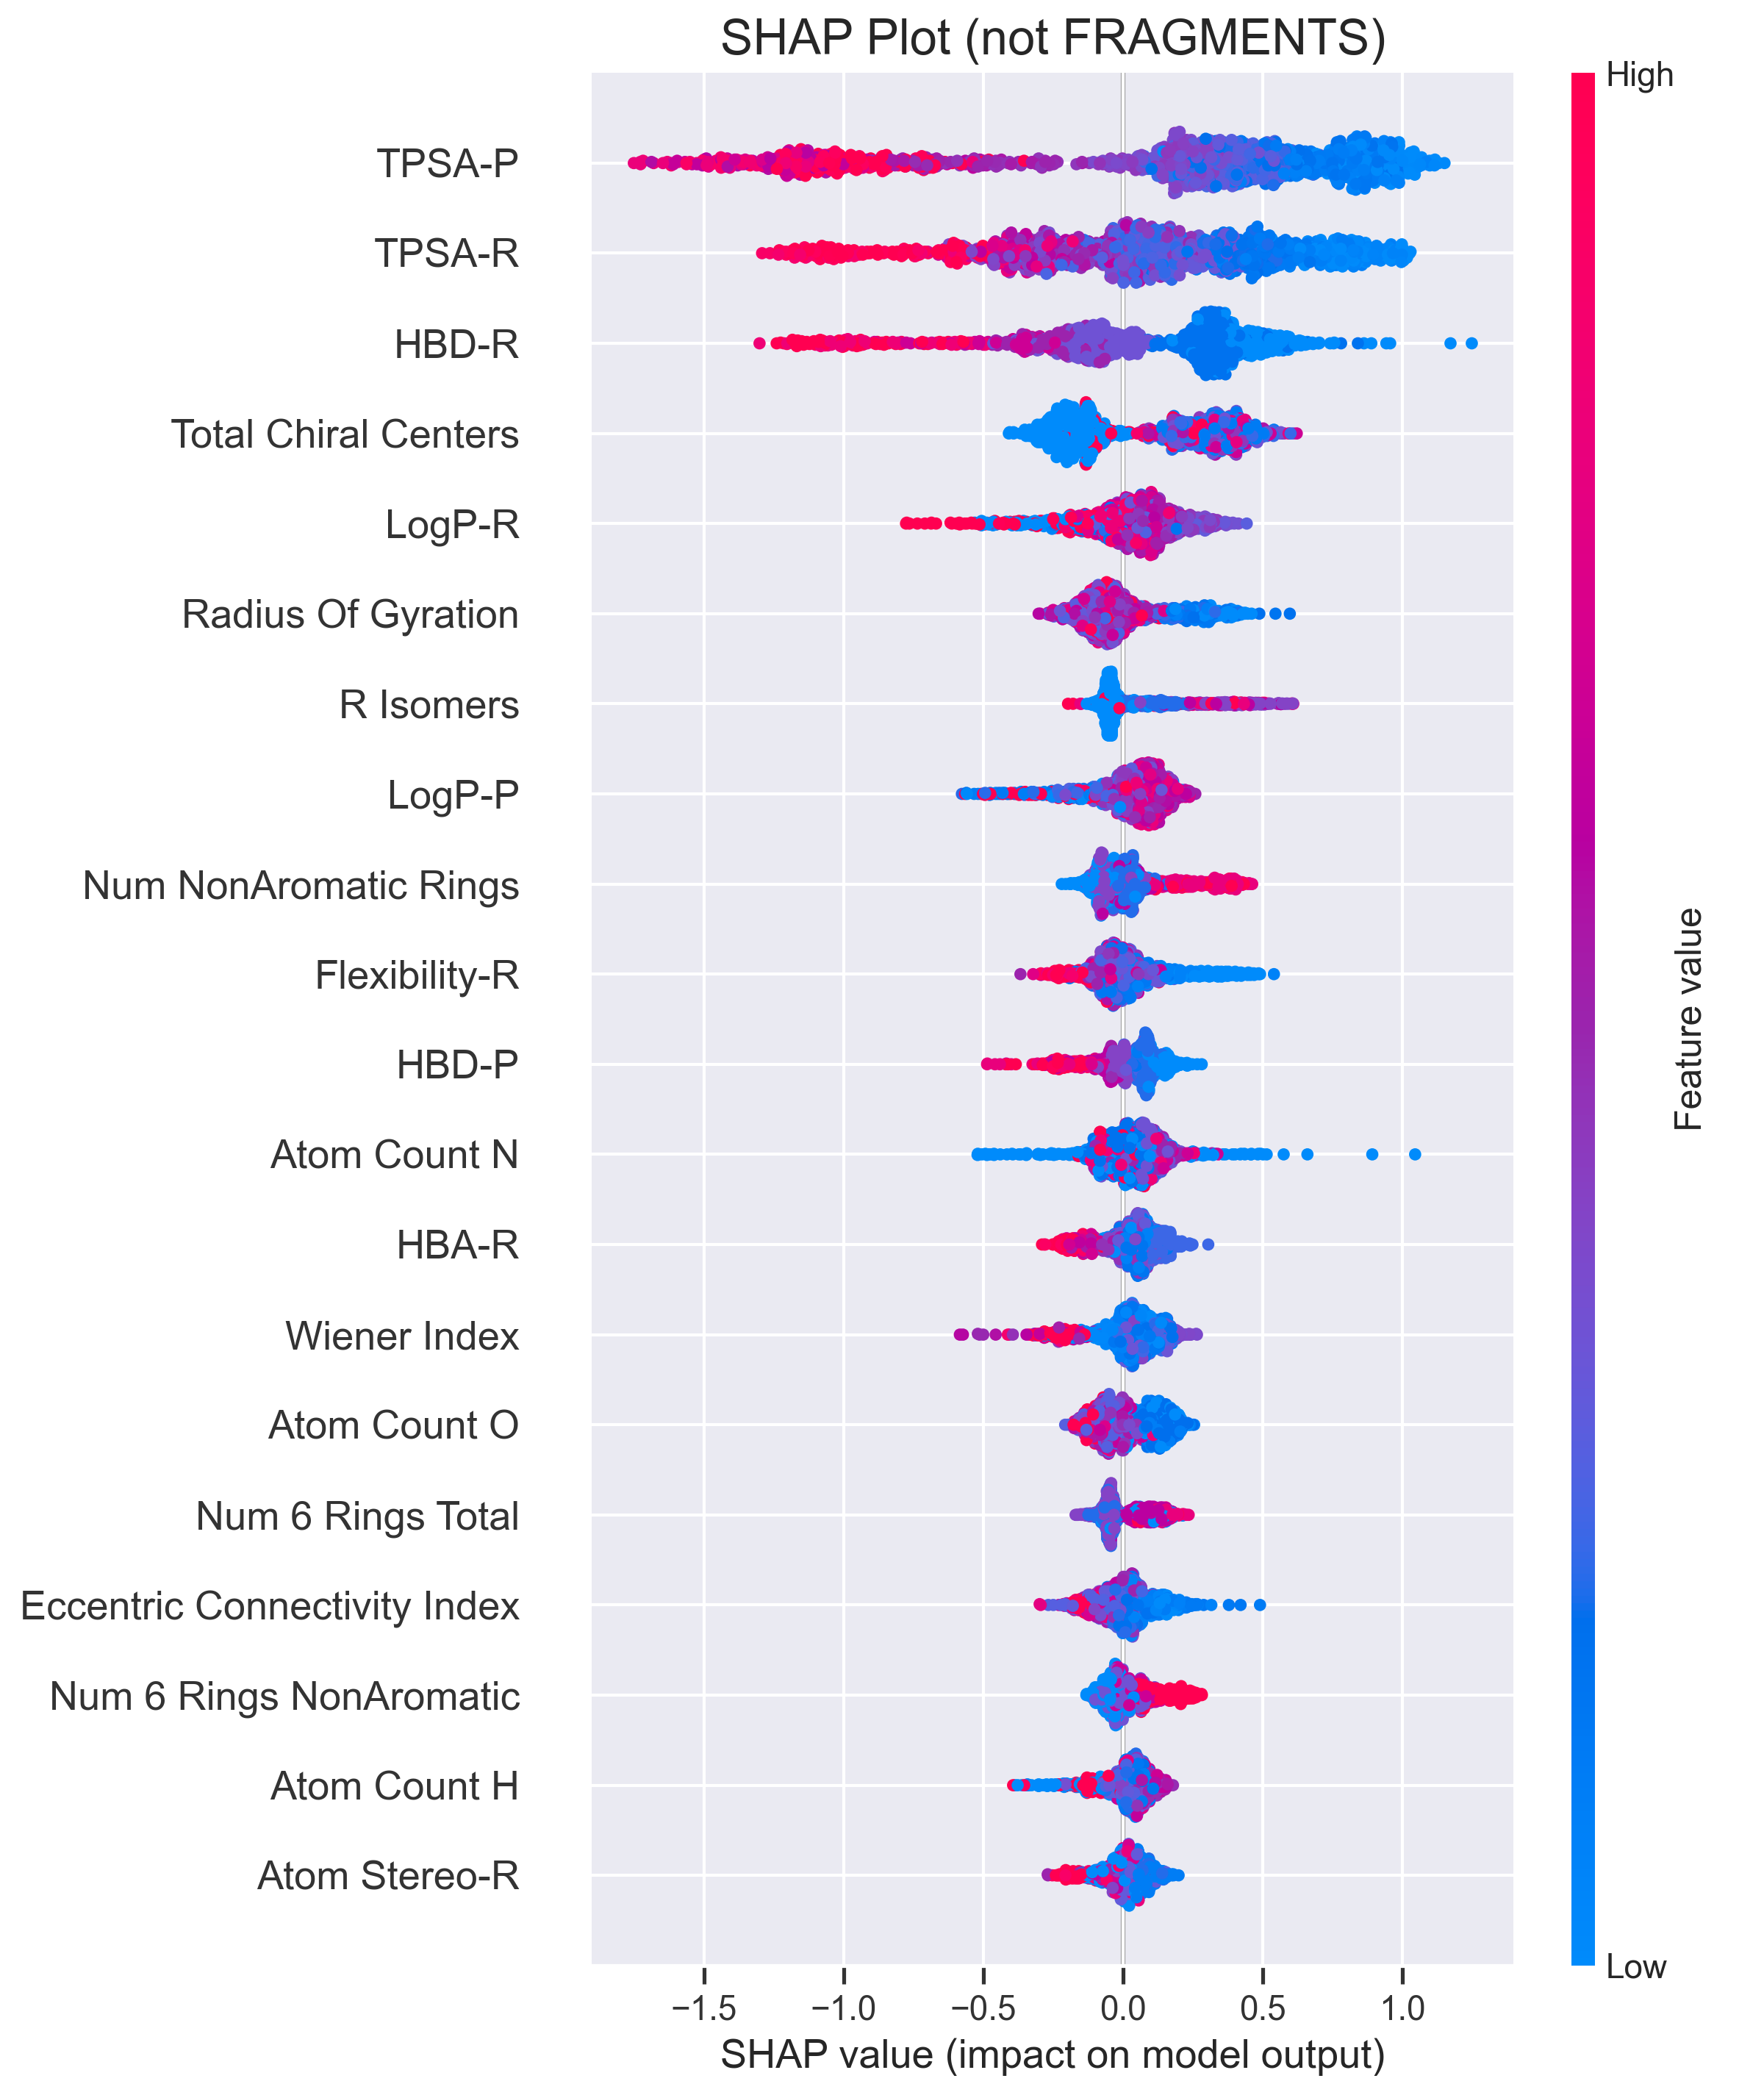 SHAP Plot (not FRAGMENTS)
High
TPSA-P
TPSA-R
HBD-R
Total Chiral Centers
LogP-R
Radius Of Gyration
R Isomers
LogP-P
Num NonAromatic Rings
Flexibility-R
HBD-P
Atom Count N
HBA-R
Wiener Index
Atom Count O
Num 6 Rings Total
Eccentric Connectivity Index
Num 6 Rings NonAromatic
Atom Count H
Atom Stereo-R
Feature value
Low
−1.5 −1.0 −0.5 0.0 0.5 1.0
SHAP value (impact on model output)